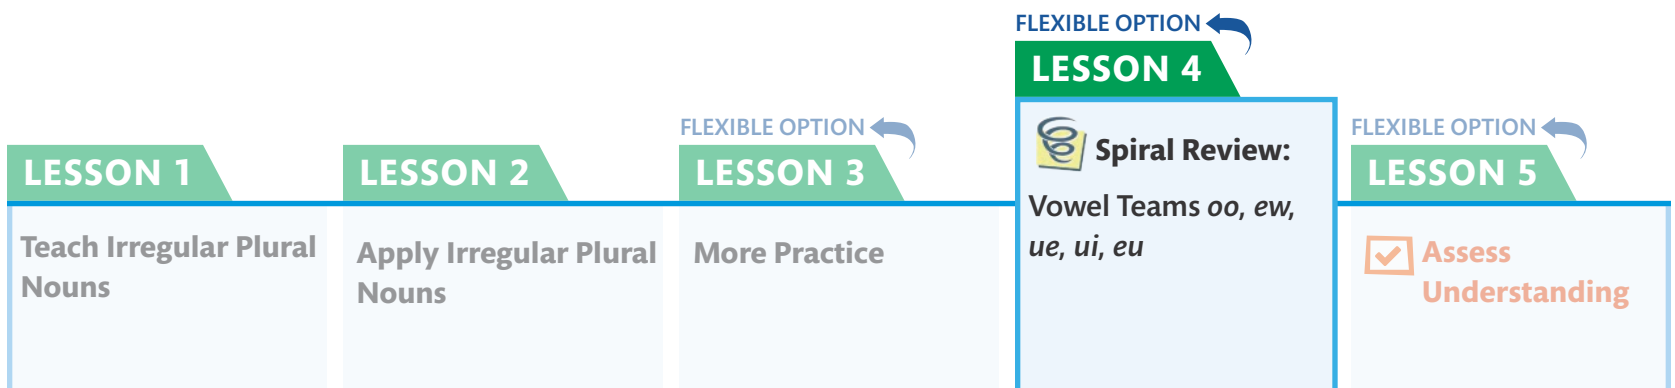 LESSON 1
Teach Irregular Plural
Nouns
LESSON 2
Apply Irregular Plural
Nouns
FLEXIBLE OPTION
LESSON 3
More Practice
FLEXIBLE OPTION
LESSON 4
Spiral Review:
Vowel Teams oo, ew,
ue, ui, eu
FLEXIBLE OPTION
LESSON 5
Assess
Understanding